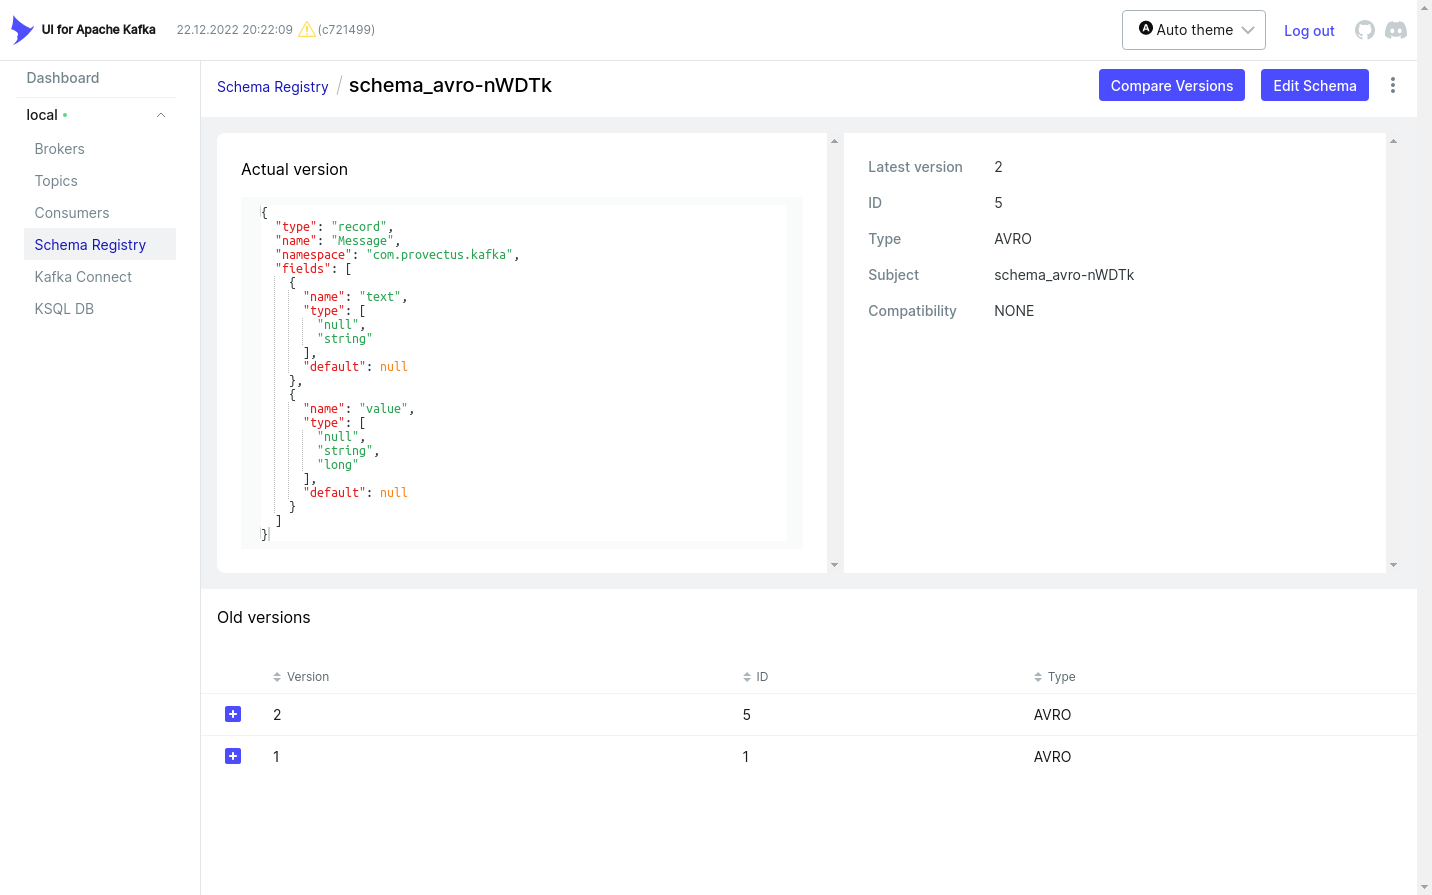 UI for Apache Kafka 22.12.2022 20:22:09 (c721499) Auto theme Log out
Dashboard
local
Brokers
Topics
Consumers
Schema Registry
Kafka Connect
KSQL DB
Schema Registry / schema_avro-nWDTk Compare Versions Edit Schema
Actual version
{
  "type": "record",
  "name": "Message",
  "namespace": "com.provectus.kafka",
  "fields": [
    {
      "name": "text",
      "type": [
        "null",
        "string"
      ],
      "default": null
    },
    {
      "name": "value",
      "type": [
        "null",
        "string",
        "long"
      ],
      "default": null
    }
  ]
}
Latest version 2
ID 5
Type AVRO
Subject schema_avro-nWDTk
Compatibility NONE
Old versions
Version ID Type
2 5 AVRO
1 1 AVRO